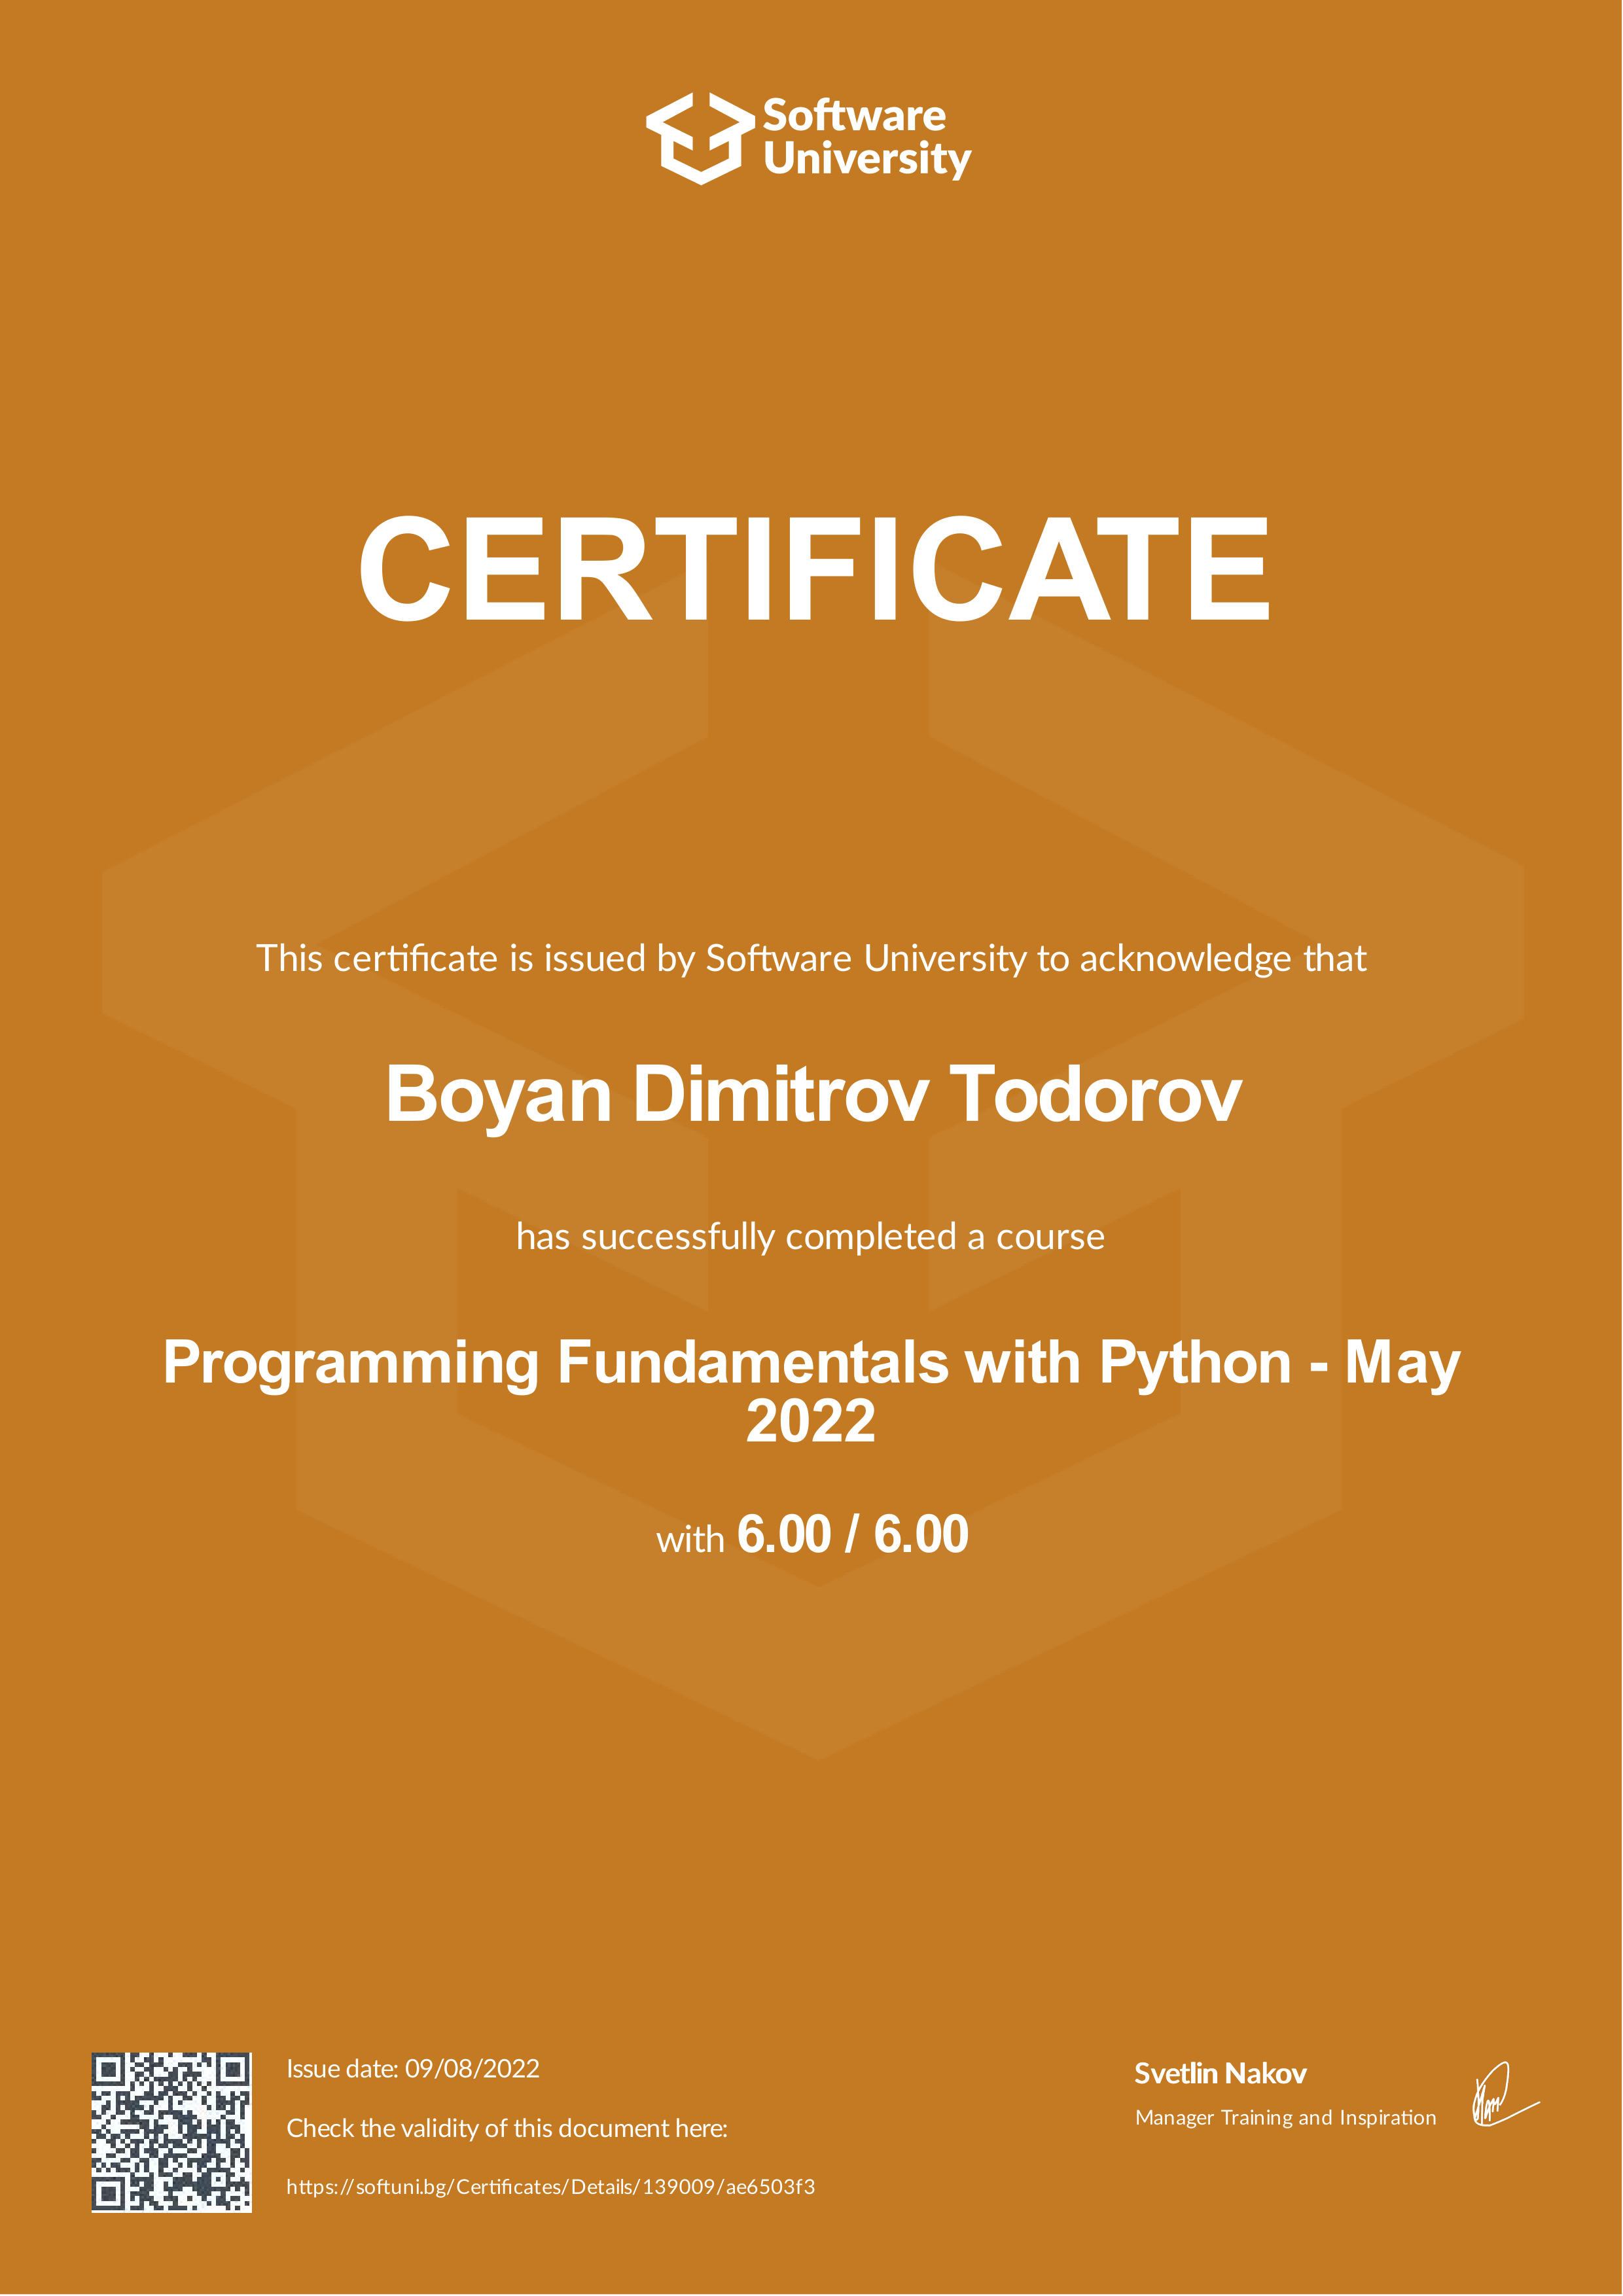 Software
University
CERTIFICATE
This certificate is issued by Software University to acknowledge that
Boyan Dimitrov Todorov
has successfully completed a course
Programming Fundamentals with Python - May
2022
with 6.00 / 6.00
Issue date: 09/08/2022
Check the validity of this document here:
https://softuni.bg/Certificates/Details/139009/ae6503f3
Svetlin Nakov
Manager Training and Inspiration